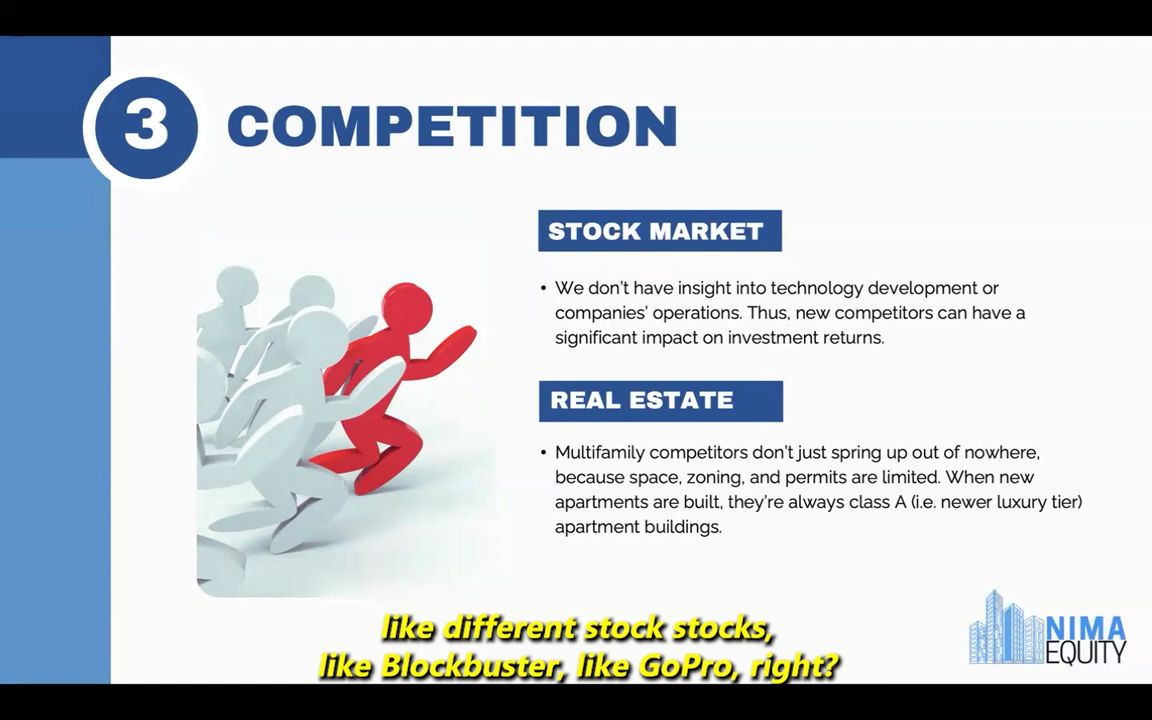 3
COMPETITION
STOCK MARKET
• We don't have insight into technology development or
companies' operations. Thus, new competitors can have a
significant impact on investment returns.
REAL ESTATE
• Multifamily competitors don't just spring up out of nowhere,
because space, zoning, and permits are limited. When new
apartments are built, they're always class A (i.e. newer luxury tier)
apartment buildings.
like different stock stocks,
like Blockbuster, like GoPro, right?
NIMA
EQUITY